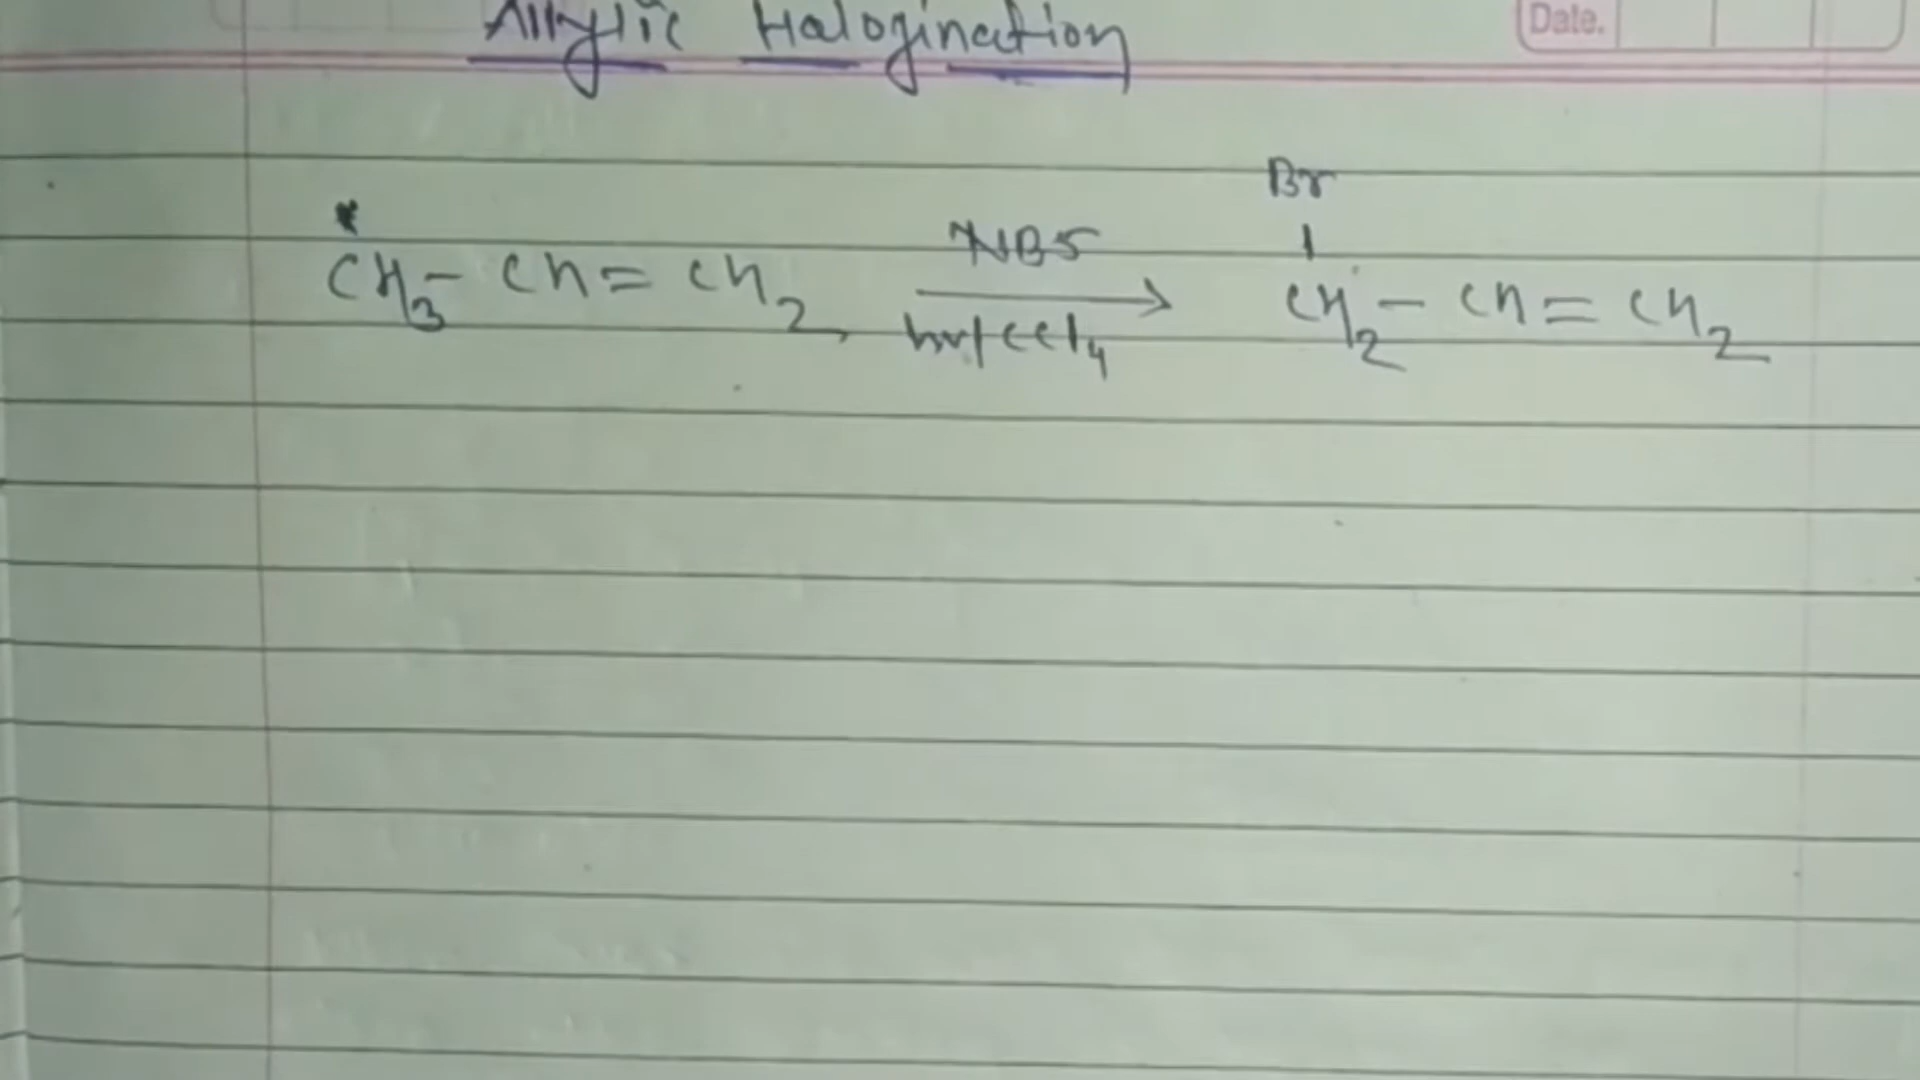 Allylic Halogination
Date.
Br
* NBS |
CH3 - CH = CH2 → CH2 - CH = CH2
hν/CCl4